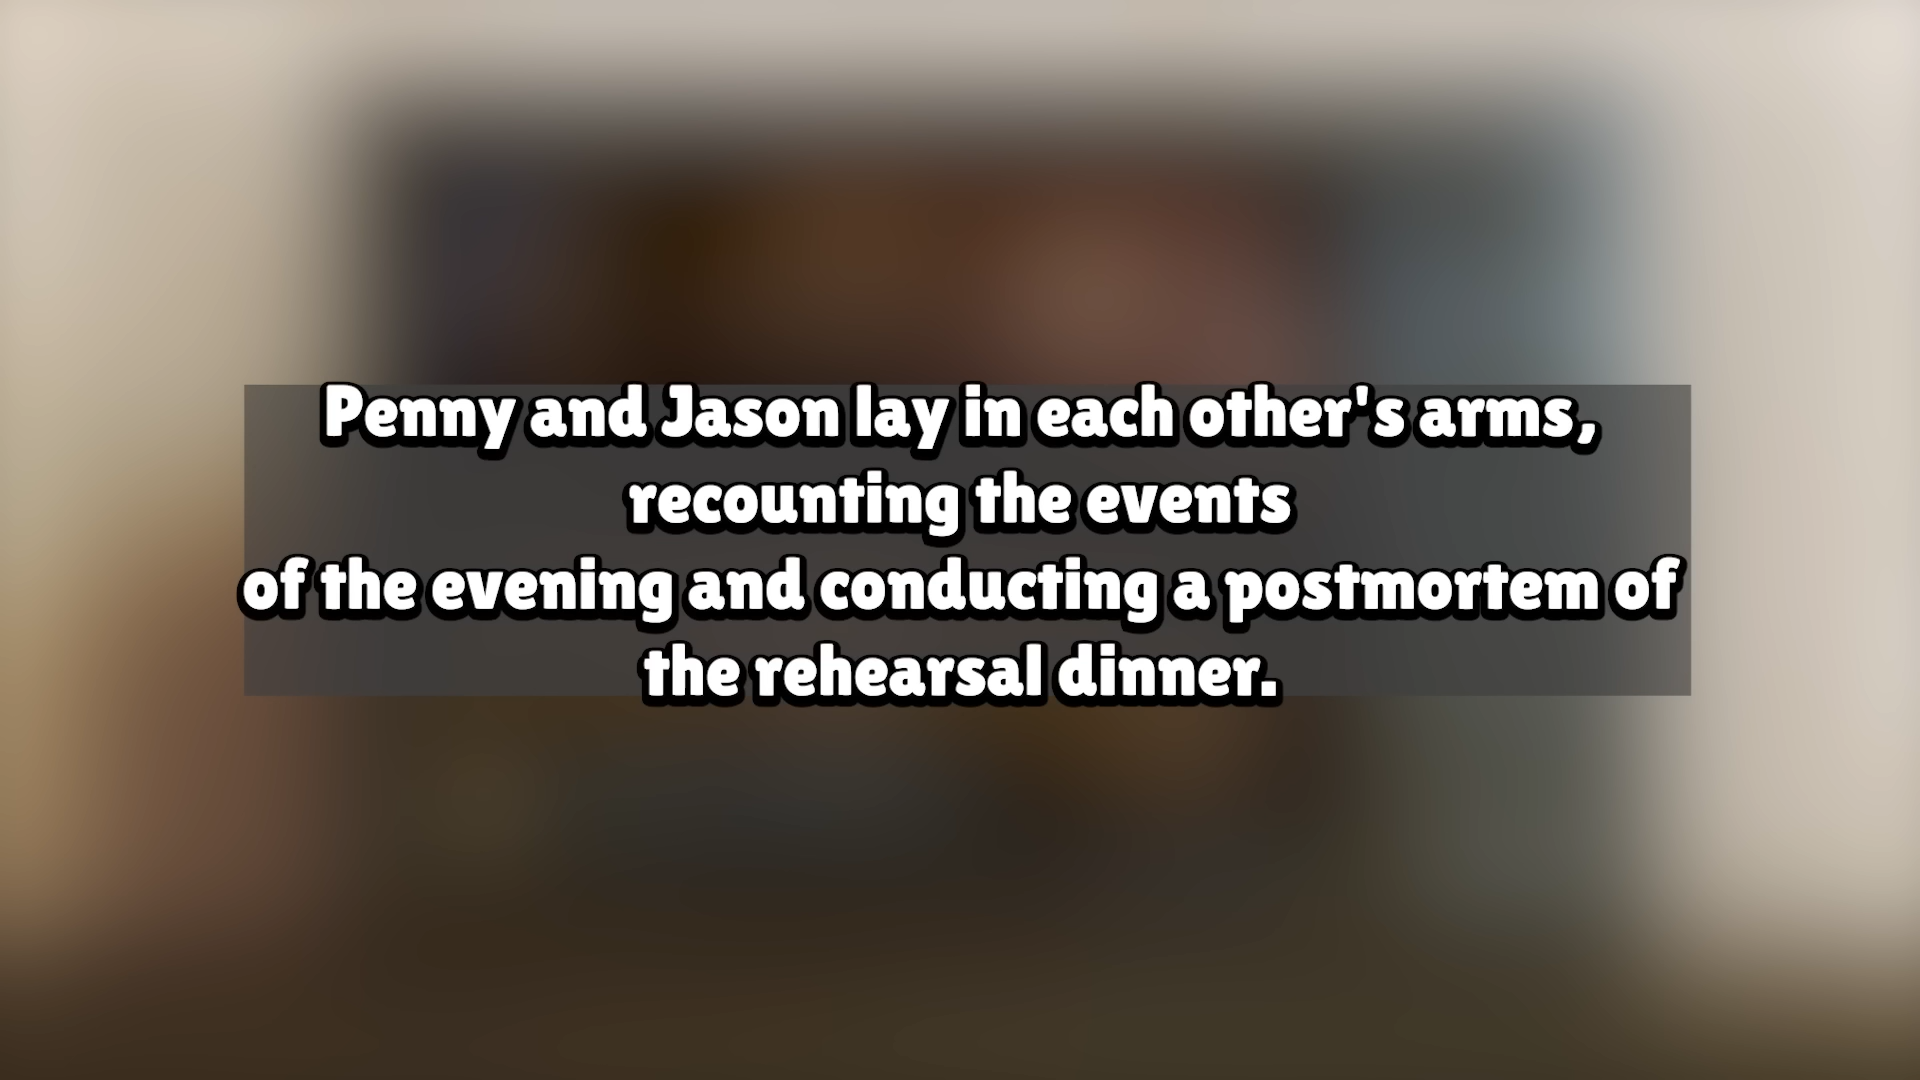 Penny and Jason lay in each other's arms,
recounting the events
of the evening and conducting a postmortem of
the rehearsal dinner.